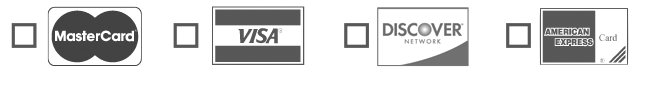 MasterCard
VISA®
DISCOVER®
NETWORK
AMERICAN
EXPRESS
Card
®